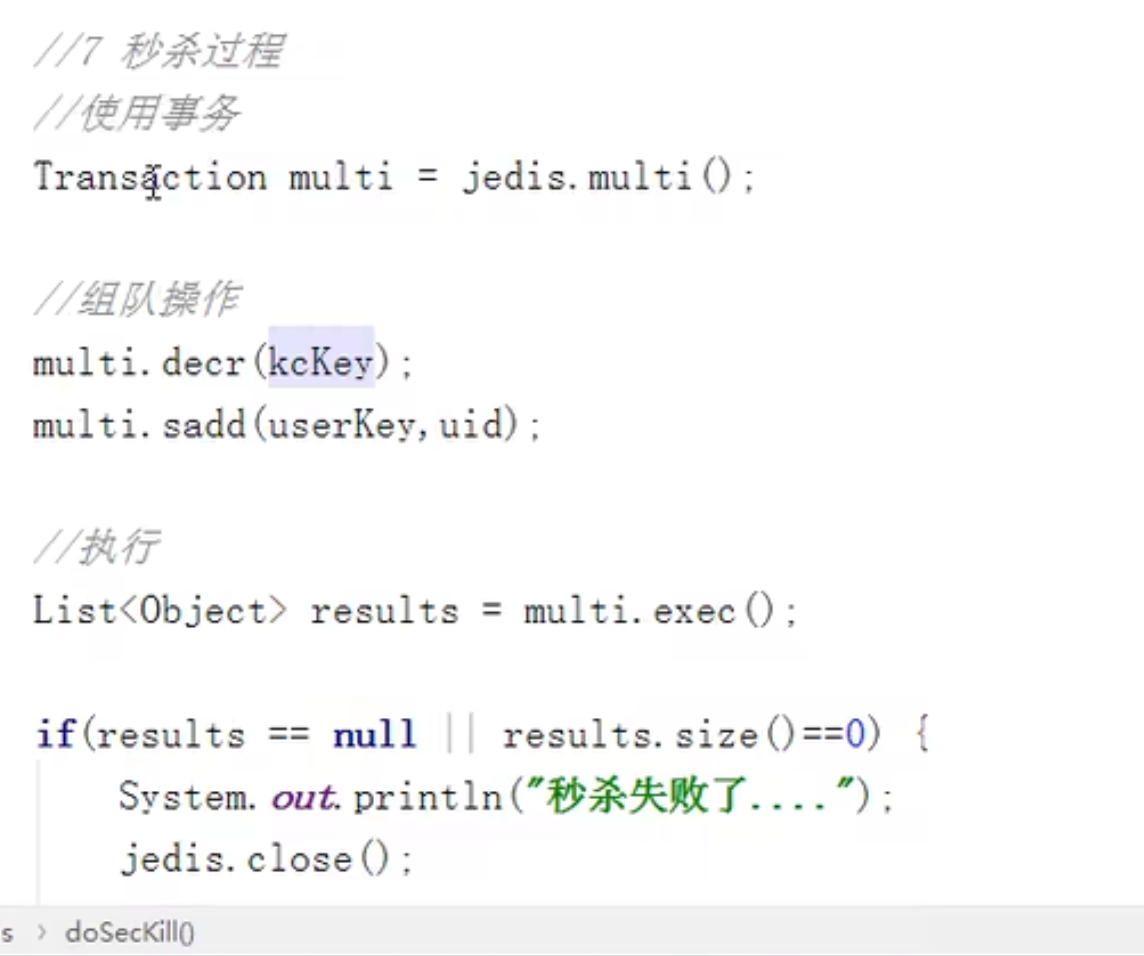 //7 秒杀过程
//使用事务
Transaction multi = jedis.multi();
//组队操作
multi.decr(kcKey);
multi.sadd(userKey,uid);
//执行
List<Object> results = multi.exec();
if(results == null || results.size()==0) {
System.out.println("秒杀失败了....");
jedis.close();
s > doSecKill()